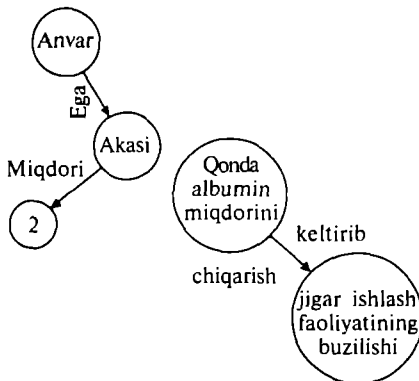 Anvar
Ega
Akasi
Miqdori
2
Qonda
albumin
miqdorini
keltirib
chiqarish
jigar ishlash
faoliyatining
buzilishi